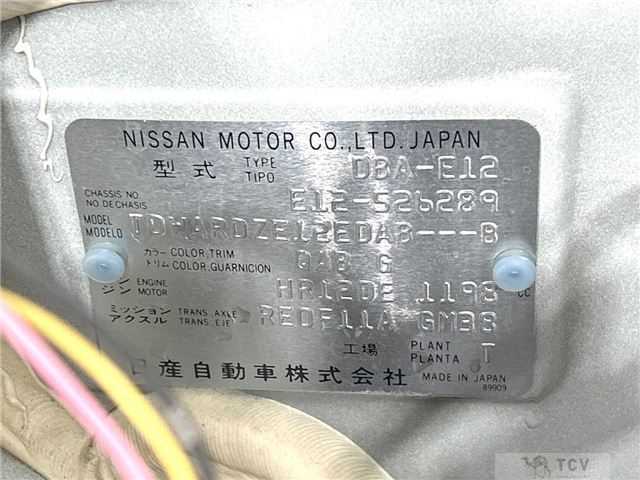 NISSAN MOTOR CO.,LTD. JAPAN
型式 TYPE TIPO DBA-E12
CHASSIS NO. NO. DE CHASIS E12-526289
MODEL MODELO TDHARDZE12EDAB---B
カラー COLOR,TRIM
トリム COLOR,GUARNICION QAB G
ENGINE
ジン MOTOR HR12DE 1198 CC
ミッション TRANS. AXLE
アクスル TRANS. EJE REDF11A GM38
工場 PLANT PLANTA T
日産自動車株式会社 MADE IN JAPAN
89909
TCV